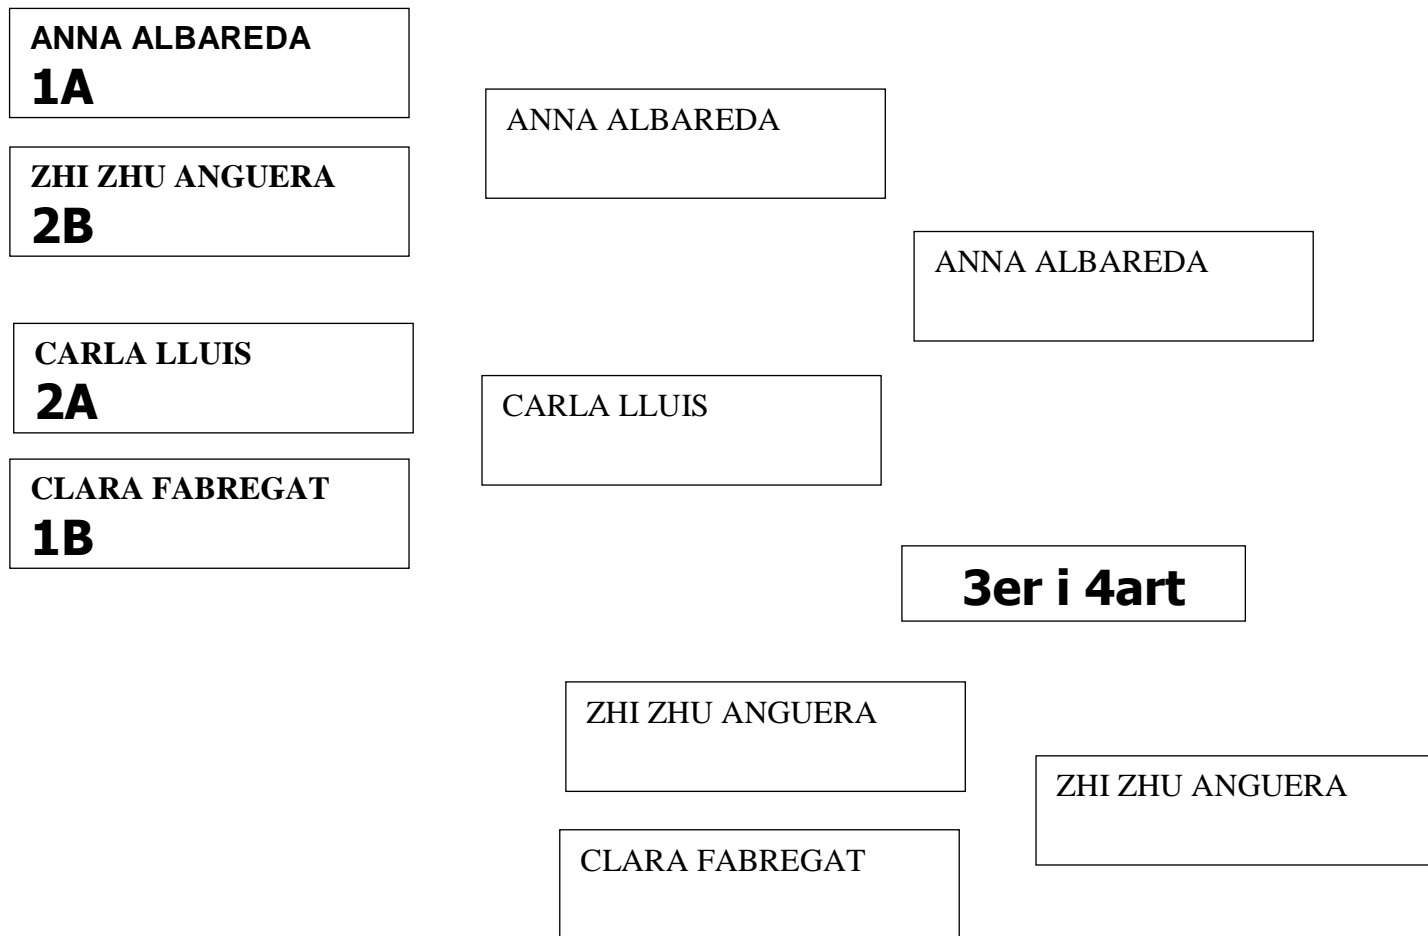 ANNA ALBAREDA
1A
ZHI ZHU ANGUERA
2B
CARLA LLUIS
2A
CLARA FABREGAT
1B
ANNA ALBAREDA
CARLA LLUIS
ANNA ALBAREDA
3er i 4art
ZHI ZHU ANGUERA
CLARA FABREGAT
ZHI ZHU ANGUERA